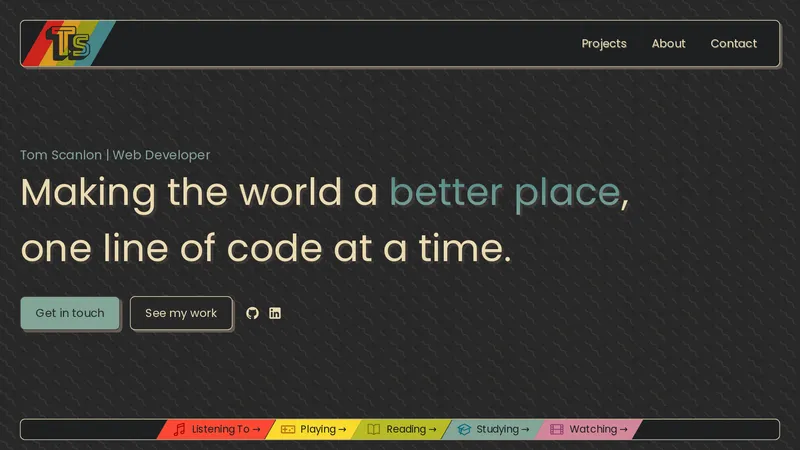 Ts
Projects About Contact
Tom Scanlon | Web Developer
Making the world a better place,
one line of code at a time.
Get in touch See my work
Listening To → Playing → Reading → Studying → Watching →